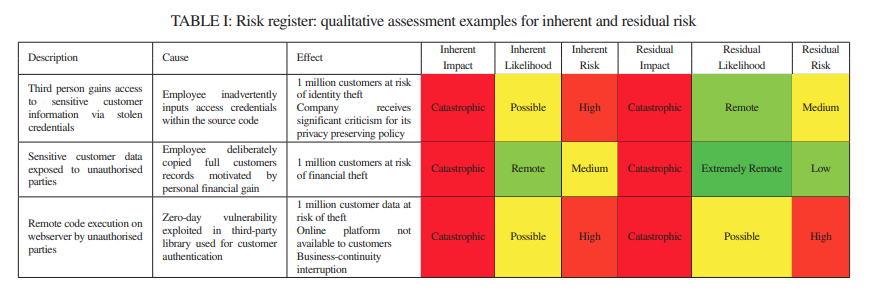 TABLE I: Risk register: qualitative assessment examples for inherent and residual risk
Description
Cause
Effect
Inherent
Impact
Inherent
Likelihood
Inherent
Risk
Residual
Impact
Residual
Likelihood
Residual
Risk
Third person gains access
to sensitive customer
information via stolen
credentials
Employee inadvertently
inputs access credentials
within the source code
1 million customers at risk
of identity theft
Company receives
significant criticism for its
privacy preserving policy
Catastrophic
Possible
High
Catastrophic
Remote
Medium
Sensitive customer data
exposed to unauthorised
parties
Employee deliberately
copied full customers
records motivated by
personal financial gain
1 million customers at risk
of financial theft
Catastrophic
Remote
Medium
Catastrophic
Extremely Remote
Low
Remote code execution on
webserver by unauthorised
parties
Zero-day vulnerability
exploited in third-party
library used for customer
authentication
1 million customer data at
risk of theft
Online platform not
available to customers
Business-continuity
interruption
Catastrophic
Possible
High
Catastrophic
Possible
High